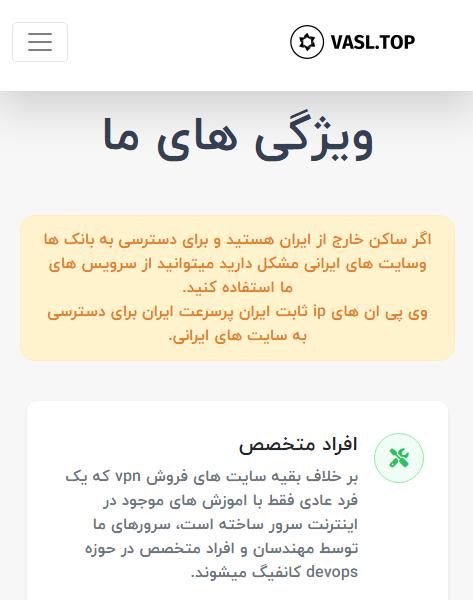 VASL.TOP
ویژگی های ما
اگر ساکن خارج از ایران هستید و برای دسترسی به بانک ها
وسایت های ایرانی مشکل دارید میتوانید از سرویس های
ما استفاده کنید.
وی پی ان های ip ثابت ایران پرسرعت ایران برای دسترسی
به سایت های ایرانی.
افراد متخصص
بر خلاف بقیه سایت های فروش vpn که یک
فرد عادی فقط با اموزش های موجود در
اینترنت سرور ساخته است، سرورهای ما
توسط مهندسان و افراد متخصص در حوزه
devops کانفیگ میشوند.